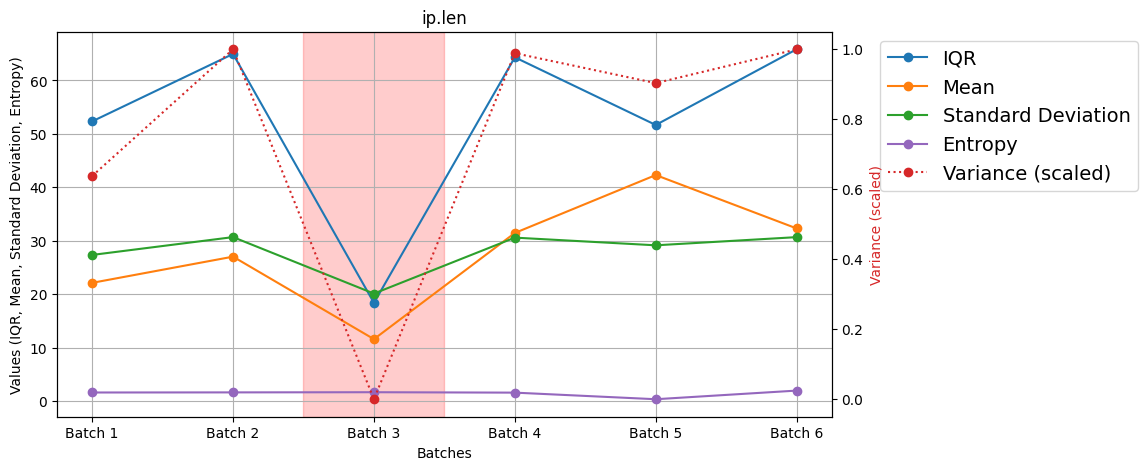 ip.len
Values (IQR, Mean, Standard Deviation, Entropy)
60
50
40
30
20
10
0
Batch 1 Batch 2 Batch 3 Batch 4 Batch 5 Batch 6
Batches
1.0
0.8
0.6
0.4
0.2
0.0
Variance (scaled)
IQR
Mean
Standard Deviation
Entropy
Variance (scaled)